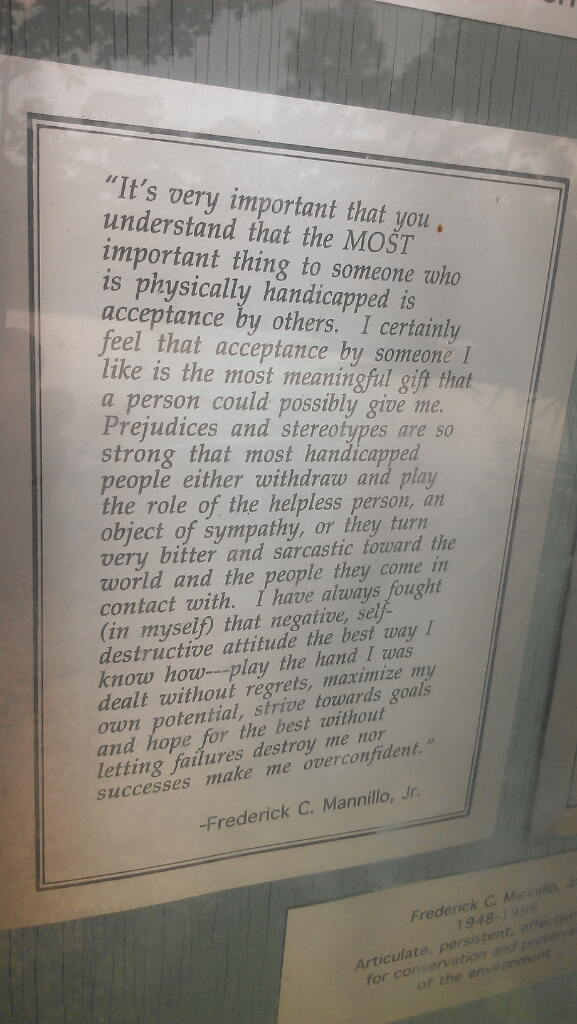 "It's very important that you
understand that the MOST
important thing to someone who
is physically handicapped is
acceptance by others.  I certainly
feel that acceptance by someone I
like is the most meaningful gift that
a person could possibly give me.
Prejudices and stereotypes are so
strong that most handicapped
people either withdraw and play
the role of the helpless person, an
object of sympathy, or they turn
very bitter and sarcastic toward the
world and the people they come in
contact with.  I have always fought
(in myself) that negative, self-
destructive attitude the best way I
know how---play the hand I was
dealt without regrets, maximize my
own potential, strive towards goals
and hope for the best without
letting failures destroy me nor
successes make me overconfident."
-Frederick C. Mannillo, Jr.
Frederick C. Mannillo, Jr
1948-1996
Articulate, persistent, effective
for conservation and preserva
of the environment